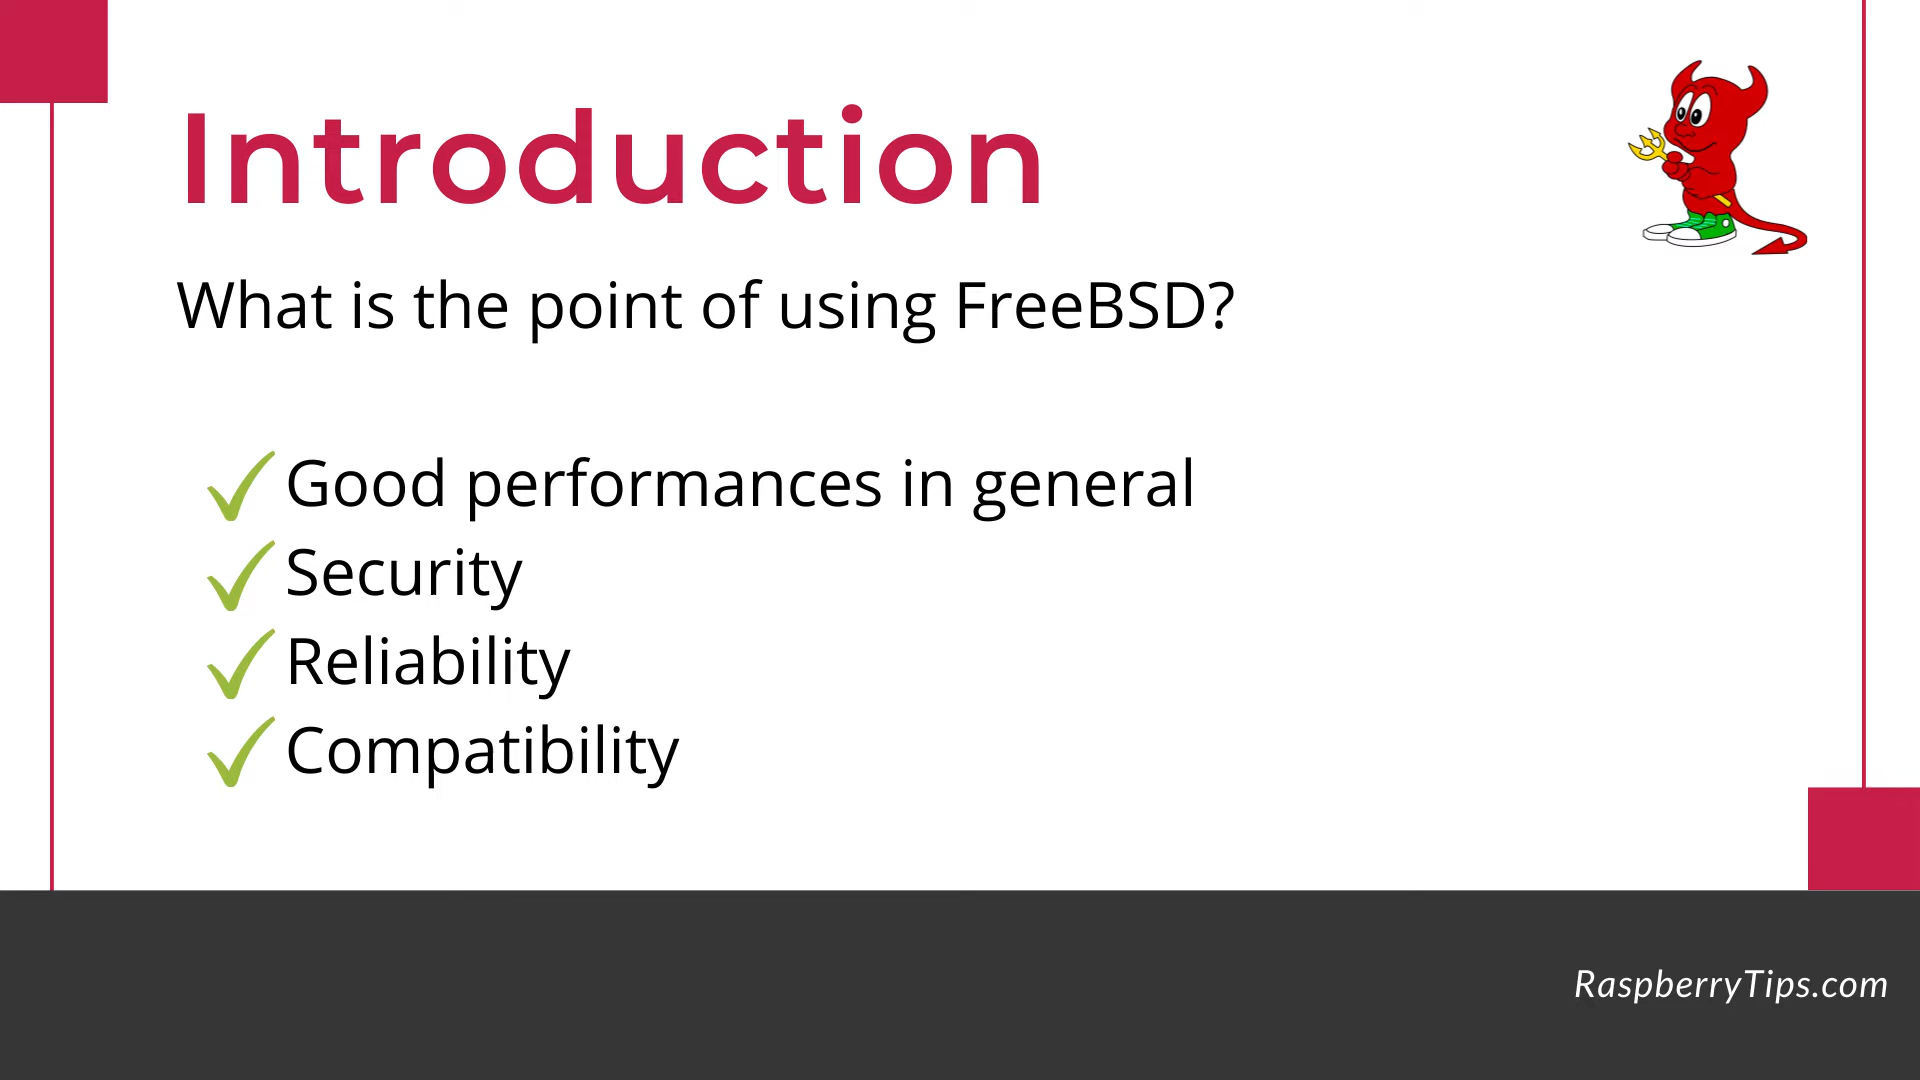 Introduction
What is the point of using FreeBSD?
Good performances in general
Security
Reliability
Compatibility
RaspberryTips.com